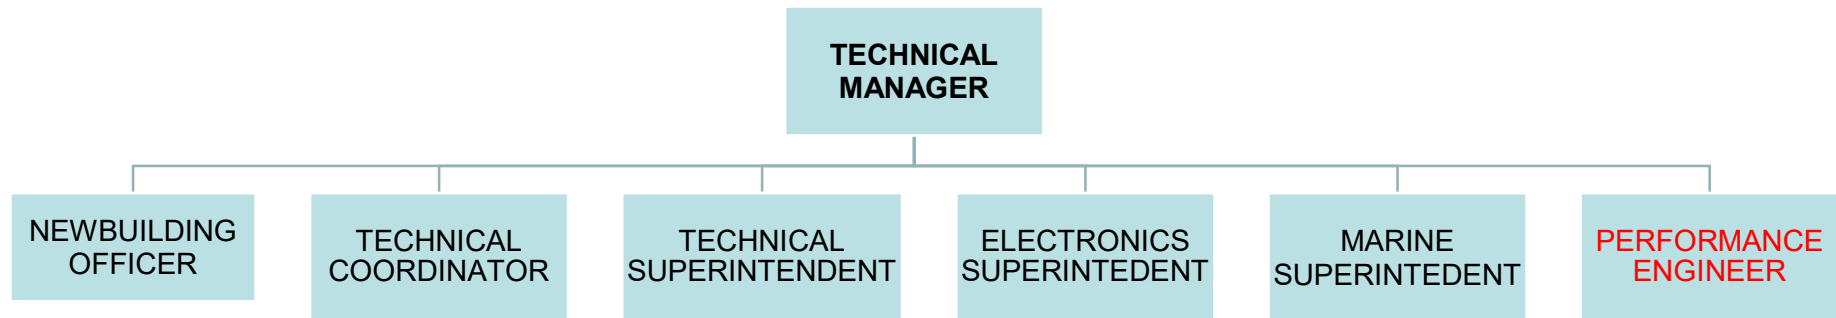 TECHNICAL
MANAGER
NEWBUILDING
OFFICER
TECHNICAL
COORDINATOR
TECHNICAL
SUPERINTENDENT
ELECTRONICS
SUPERINTEDENT
MARINE
SUPERINTEDENT
PERFORMANCE
ENGINEER